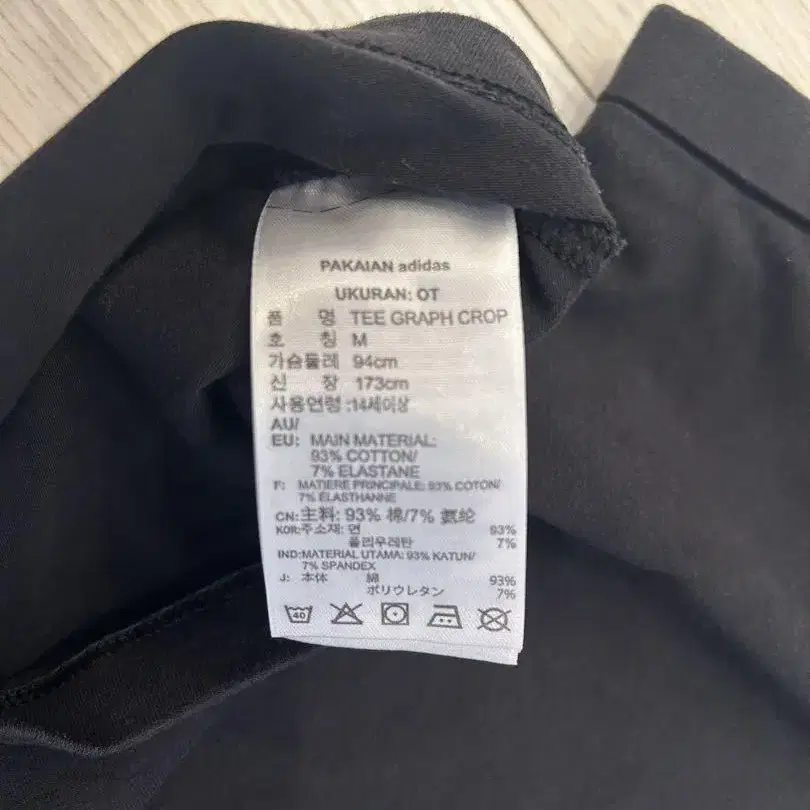 PAKAIAN adidas
UKURAN: OT
품 명 TEE GRAPH CROP
호 칭 M
가슴둘레 94cm
신 장 173cm
사용연령 :14세이상
AU/
EU: MAIN MATERIAL:
93% COTTON/
7% ELASTANE
F: MATIERE PRINCIPALE: 93% COTON/
7% ELASTHANNE
CN:主料: 93% 棉/7% 氨纶
KOR:주소재: 면 93%
폴리우레탄 7%
IND:MATERIAL UTAMA: 93% KATUN/
7% SPANDEX
J: 本体 綿 93%
ポリウレタン 7%
40